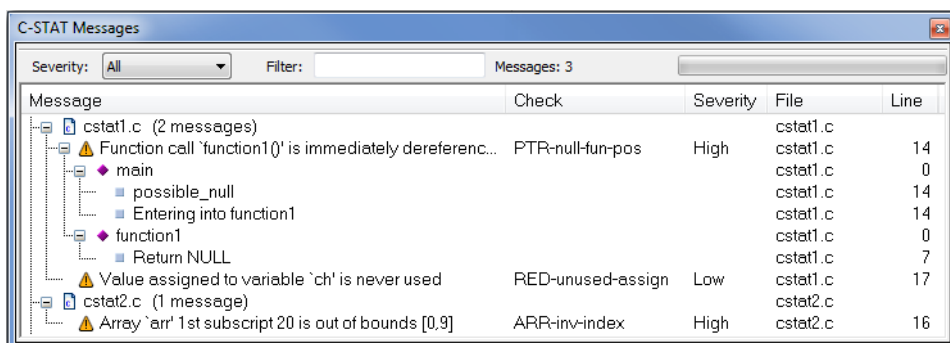 C-STAT Messages
Severity: All Filter: Messages: 3
Message Check Severity File Line
cstat1.c (2 messages) cstat1.c
Function call `function1()' is immediately dereferenc... PTR-null-fun-pos High cstat1.c 14
main cstat1.c 0
possible_null cstat1.c 14
Entering into function1 cstat1.c 14
function1 cstat1.c 0
Return NULL cstat1.c 7
Value assigned to variable `ch' is never used RED-unused-assign Low cstat1.c 17
cstat2.c (1 message) cstat2.c
Array `arr' 1st subscript 20 is out of bounds [0,9] ARR-inv-index High cstat2.c 16